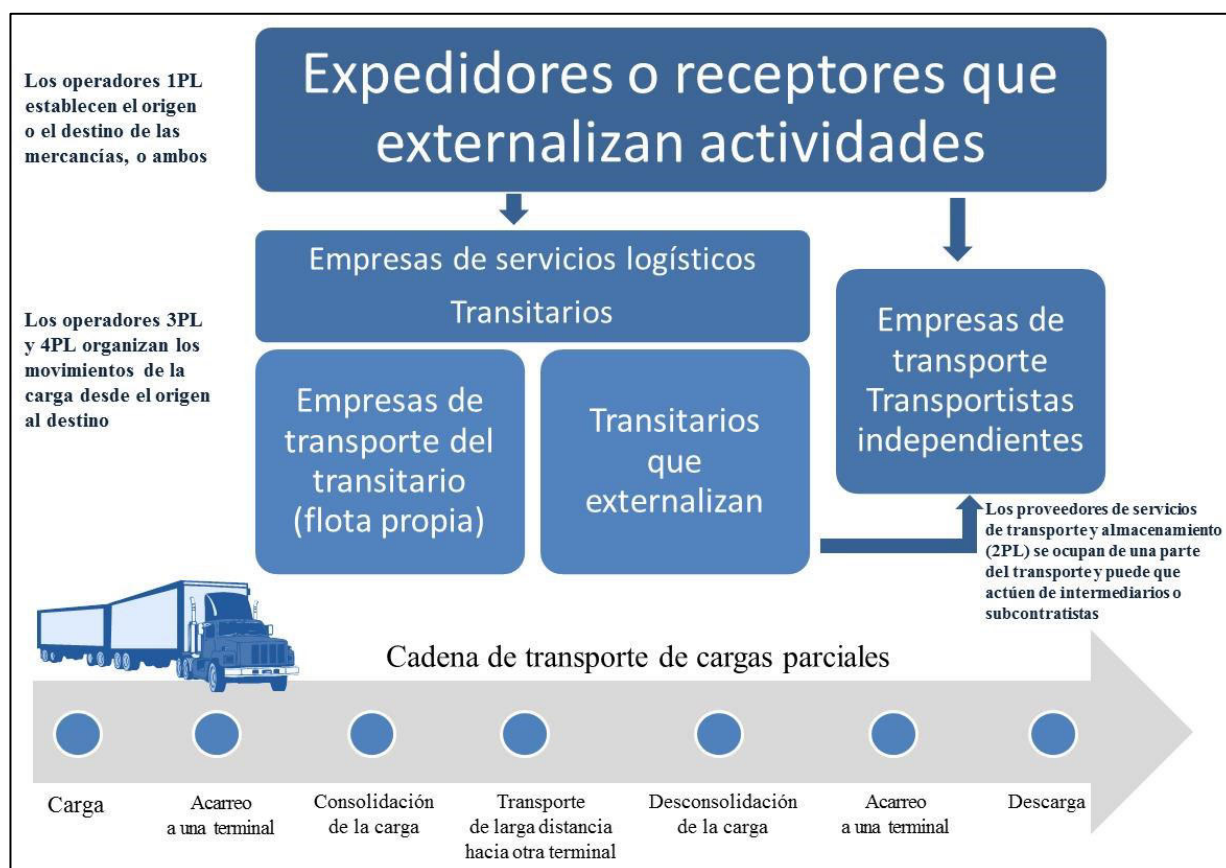 Los operadores 1PL
establecen el origen
o el destino de las
mercancías, o ambos
Expedidores o receptores que
externalizan actividades
Empresas de servicios logísticos
Transitarios
Los operadores 3PL
y 4PL organizan los
movimientos de la
carga desde el origen
al destino
Empresas de
transporte del
transitario
(flota propia)
Transitarios
que
externalizan
Empresas de
transporte
Transportistas
independientes
Los proveedores de servicios
de transporte y almacenamiento
(2PL) se ocupan de una parte
del transporte y puede que
actúen de intermediarios o
subcontratistas
Cadena de transporte de cargas parciales
Carga
Acarreo
a una terminal
Consolidación
de la carga
Transporte
de larga distancia
hacia otra terminal
Desconsolidación
de la carga
Acarreo
a una terminal
Descarga